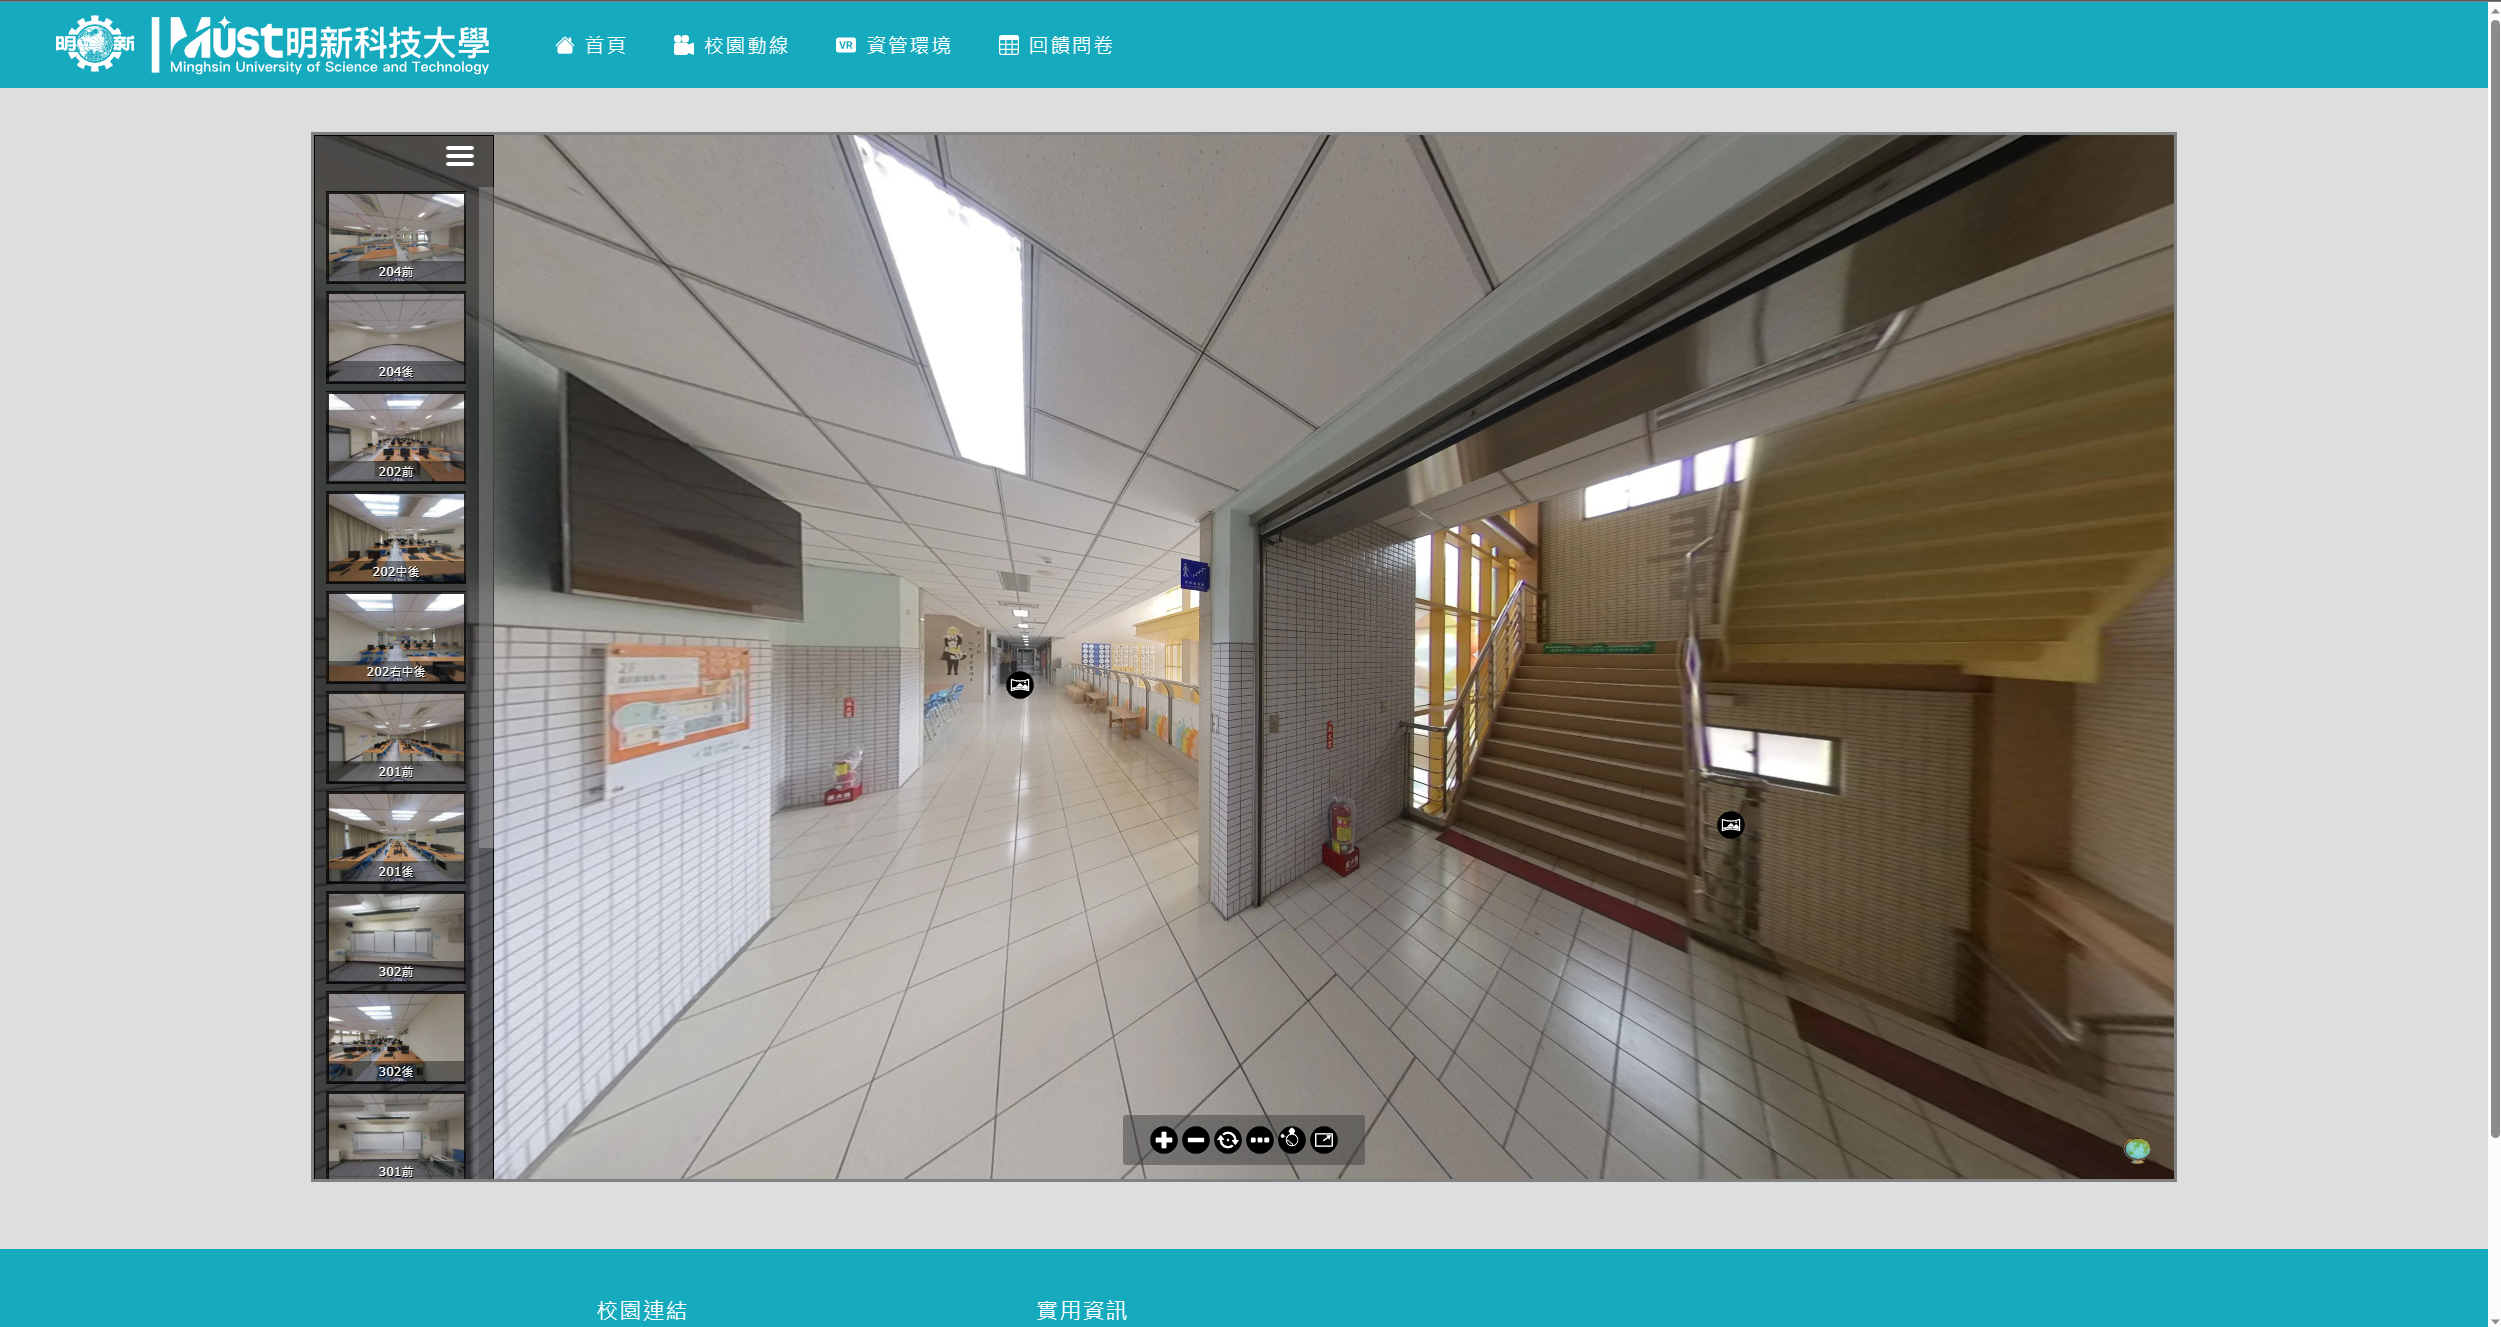 明新 Must明新科技大學
Minghsin University of Science and Technology
首頁
校園動線
VR 資管環境
回饋問卷
204前
204後
202前
202中後
202右中後
201前
201後
302前
302後
301前
2F
校園連結
實用資訊